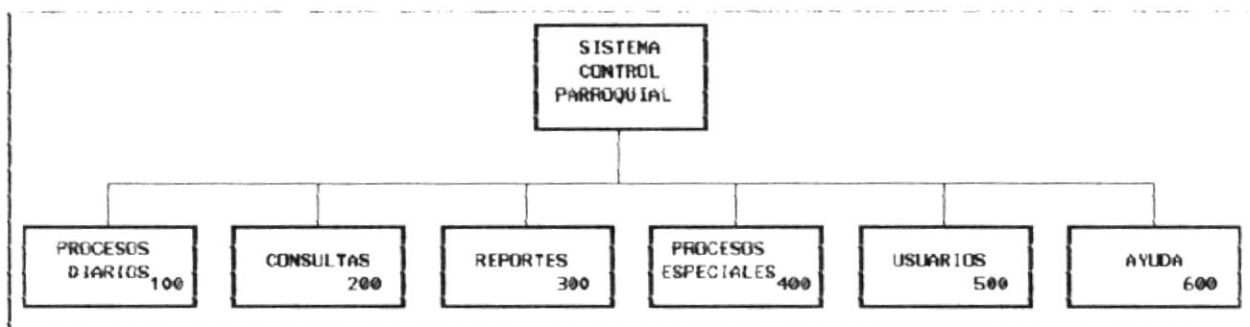 SISTEMA
CONTROL
PARROQUIAL
PROCESOS
DIARIOS 100
CONSULTAS
200
REPORTES
300
PROCESOS
ESPECIALES 400
USUARIOS
500
AYUDA
600